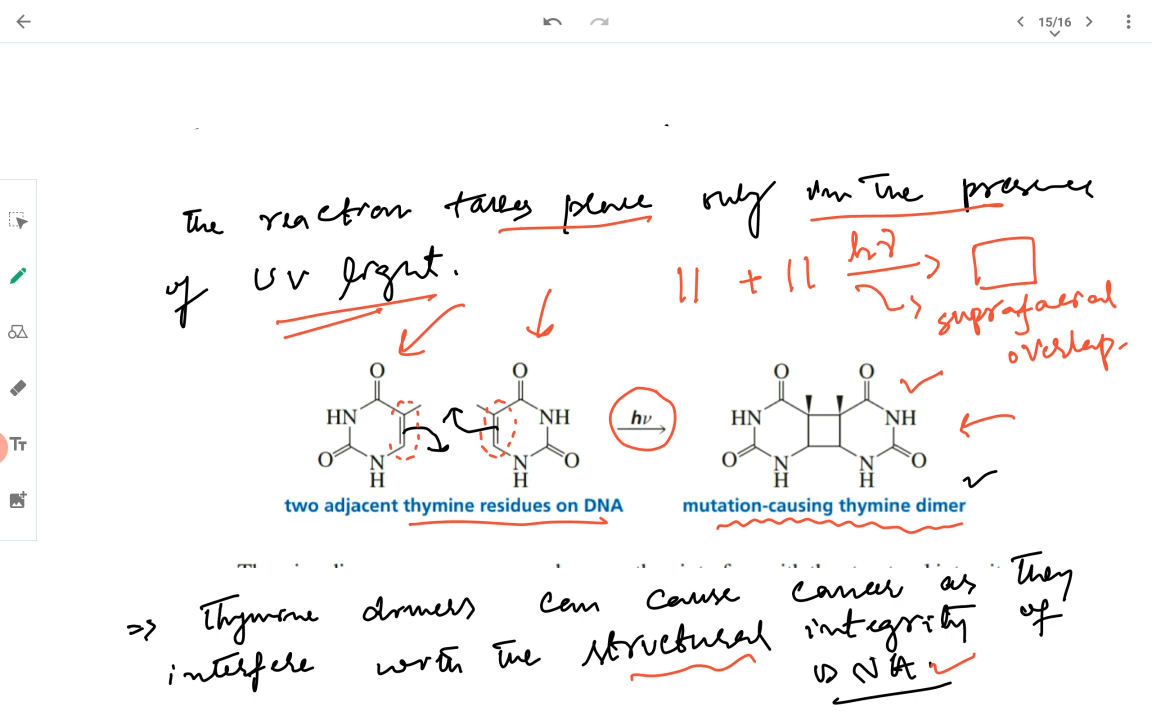 15/16
The reaction takes place only in the presence
of UV light.
|| + || hν → □
suprafacial
overlap.
O O O O
HN NH hν HN NH
O N N O O N N O
H H H H
two adjacent thymine residues on DNA mutation-causing thymine dimer
⇒ Thymine dimers can cause cancer as they
interfere with the structural integrity of
DNA.
Tт